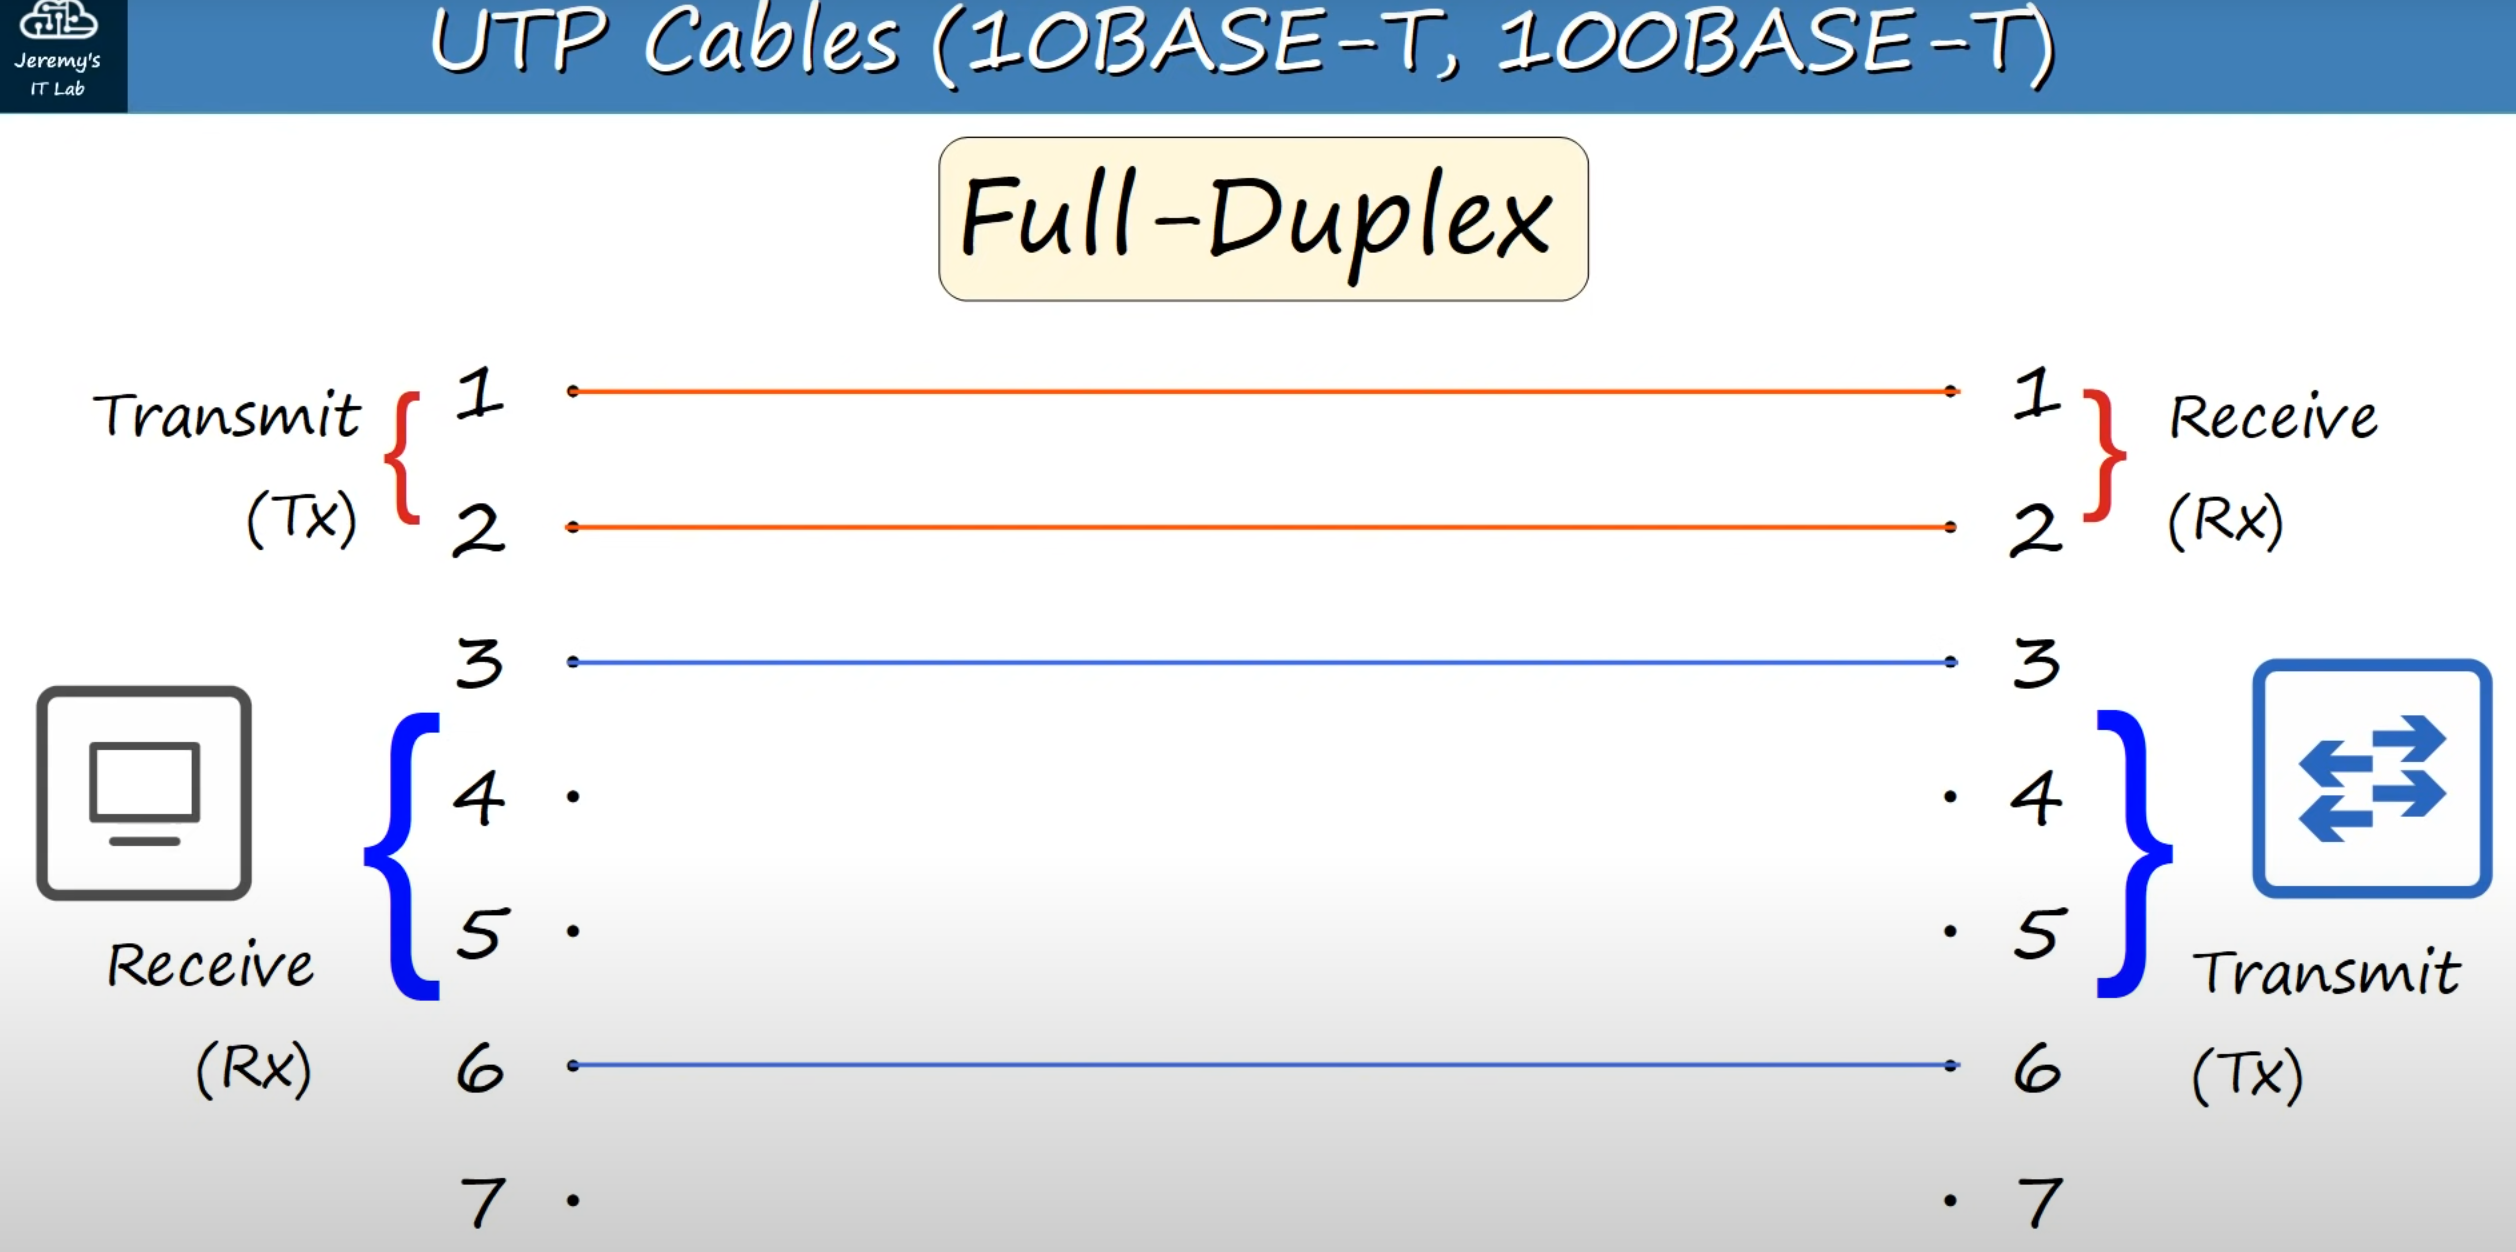 Jeremy's
IT Lab
UTP Cables (10BASE-T, 100BASE-T)
Full-Duplex
Transmit
(Tx)
1
2
3
4
5
6
7
Receive
(Rx)
1
2
3
4
5
6
7
Receive
(Rx)
Transmit
(Tx)